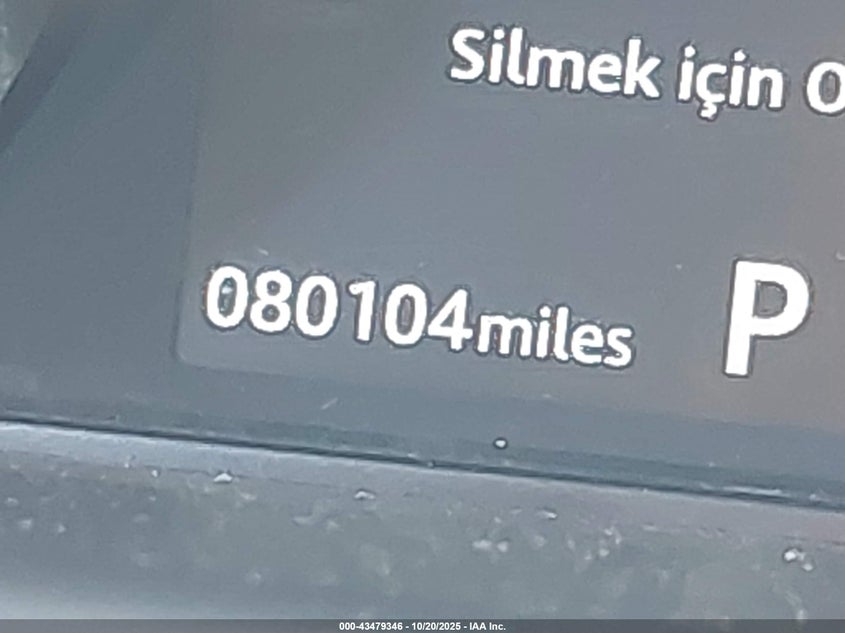 Silmek için O
080104miles
P
000-43479346 - 10/20/2025 - IAA Inc.